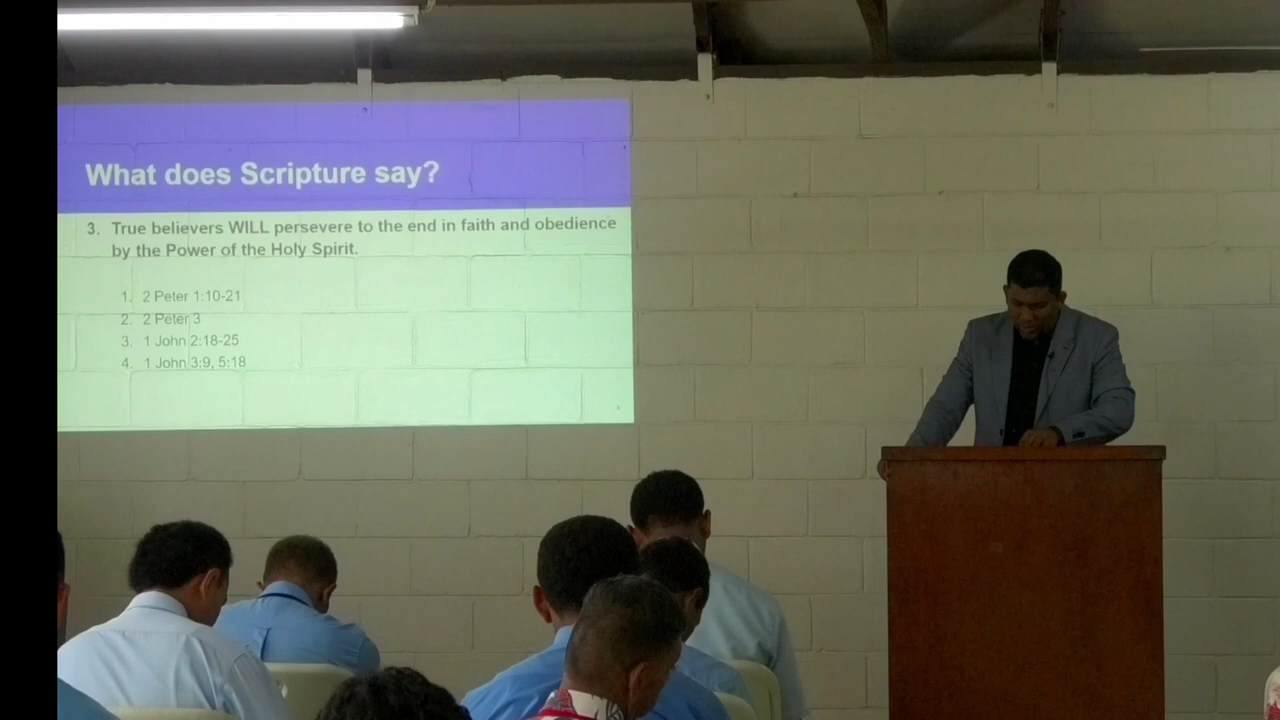 What does Scripture say?
3. True believers WILL persevere to the end in faith and obedience
by the Power of the Holy Spirit.
1. 2 Peter 1:10-21
2. 2 Peter 3
3. 1 John 2:18-25
4. 1 John 3:9, 5:18